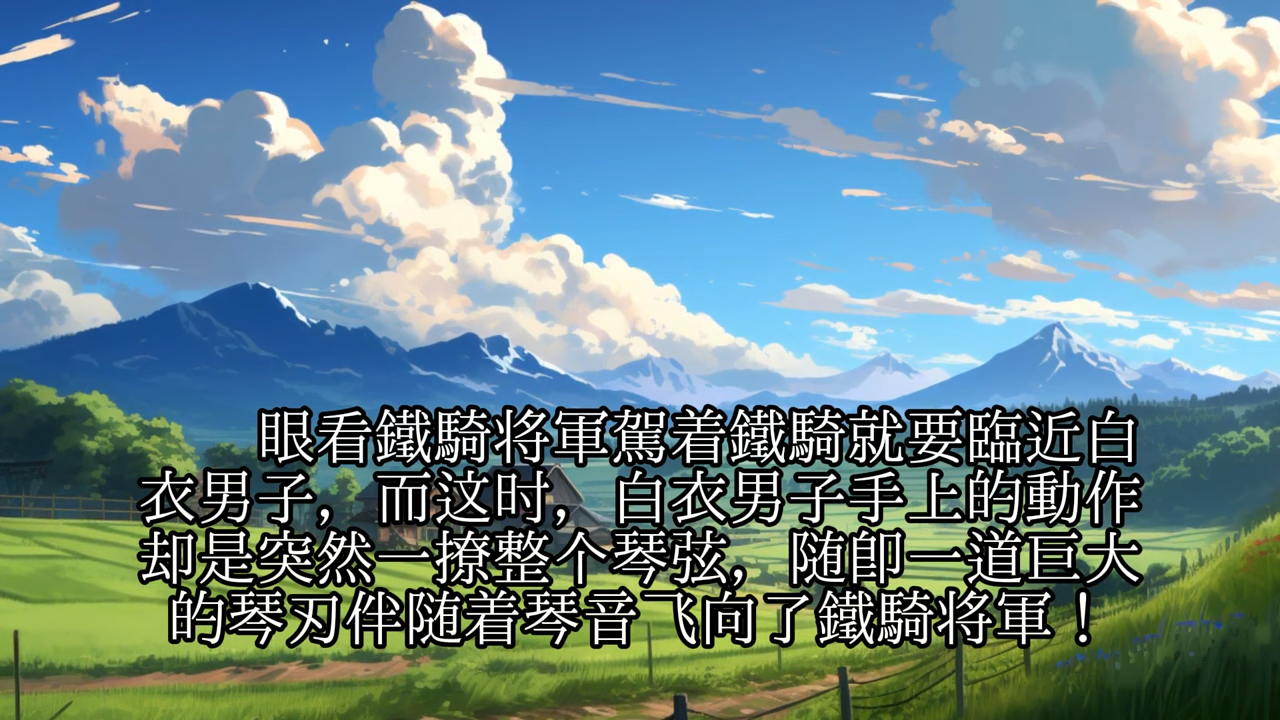 眼看鐵騎将軍駕着鐵騎就要臨近白
衣男子，而这时，白衣男子手上的動作
却是突然一撩整个琴弦，随即一道巨大
的琴刃伴随着琴音飞向了鐵騎将軍！